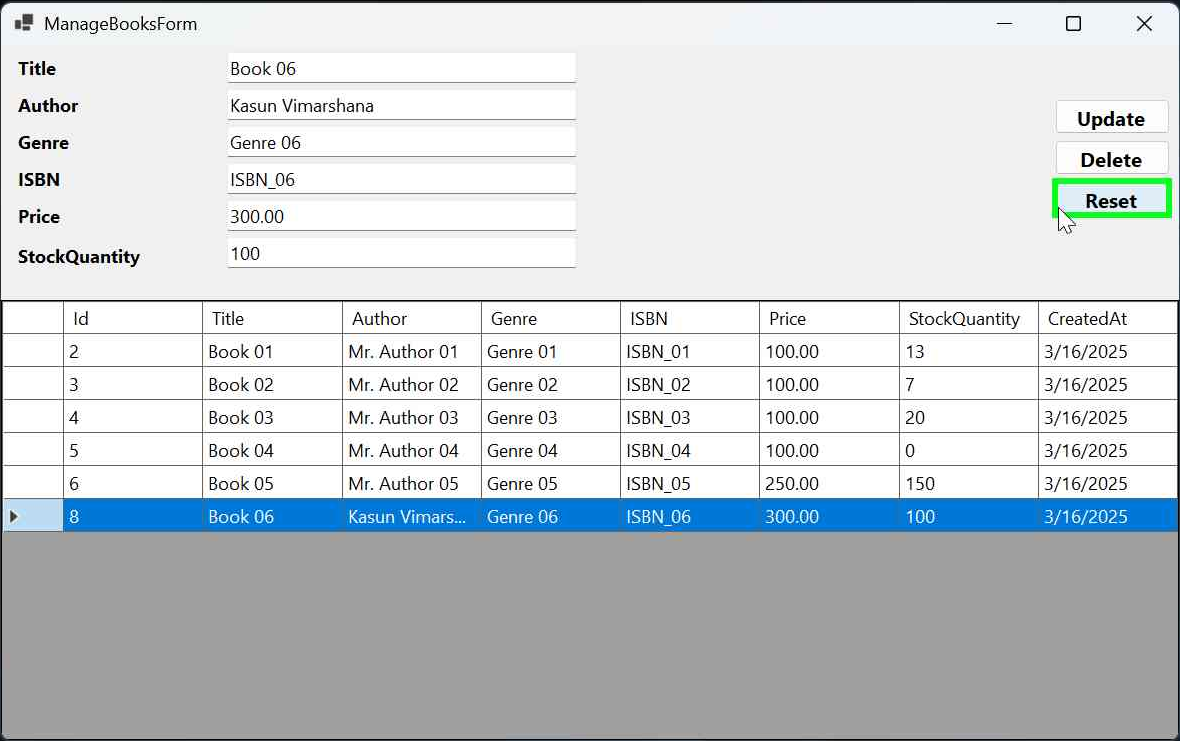 ManageBooksForm
Title Book 06
Author Kasun Vimarshana
Genre Genre 06
ISBN ISBN_06
Price 300.00
StockQuantity 100
Update
Delete
Reset
Id Title Author Genre ISBN Price StockQuantity CreatedAt
2 Book 01 Mr. Author 01 Genre 01 ISBN_01 100.00 13 3/16/2025
3 Book 02 Mr. Author 02 Genre 02 ISBN_02 100.00 7 3/16/2025
4 Book 03 Mr. Author 03 Genre 03 ISBN_03 100.00 20 3/16/2025
5 Book 04 Mr. Author 04 Genre 04 ISBN_04 100.00 0 3/16/2025
6 Book 05 Mr. Author 05 Genre 05 ISBN_05 250.00 150 3/16/2025
8 Book 06 Kasun Vimars... Genre 06 ISBN_06 300.00 100 3/16/2025